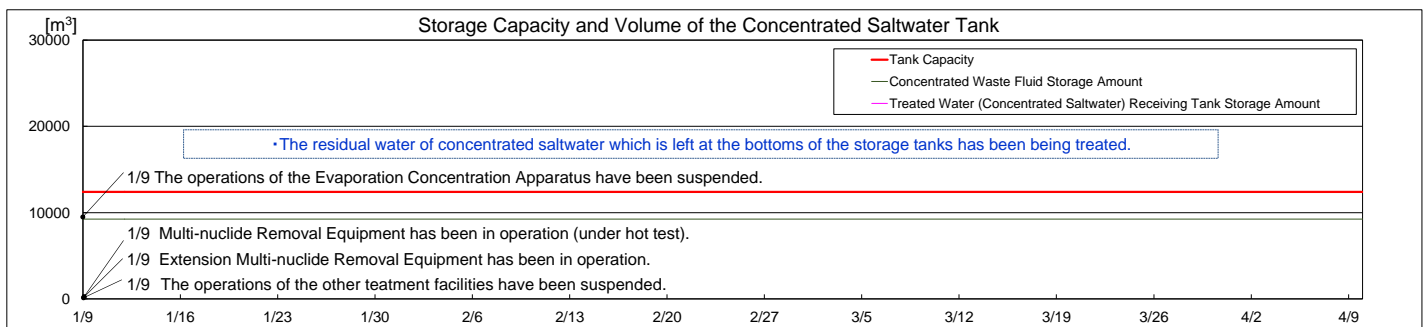 Storage Capacity and Volume of the Concentrated Saltwater Tank
[m³]
30000
Tank Capacity
Concentrated Waste Fluid Storage Amount
Treated Water (Concentrated Saltwater) Receiving Tank Storage Amount
20000
・The residual water of concentrated saltwater which is left at the bottoms of the storage tanks has been being treated.
1/9 The operations of the Evaporation Concentration Apparatus have been suspended.
10000
1/9 Multi-nuclide Removal Equipment has been in operation (under hot test).
1/9 Extension Multi-nuclide Removal Equipment has been in operation.
1/9 The operations of the other teatment facilities have been suspended.
0
1/9 1/16 1/23 1/30 2/6 2/13 2/20 2/27 3/5 3/12 3/19 3/26 4/2 4/9